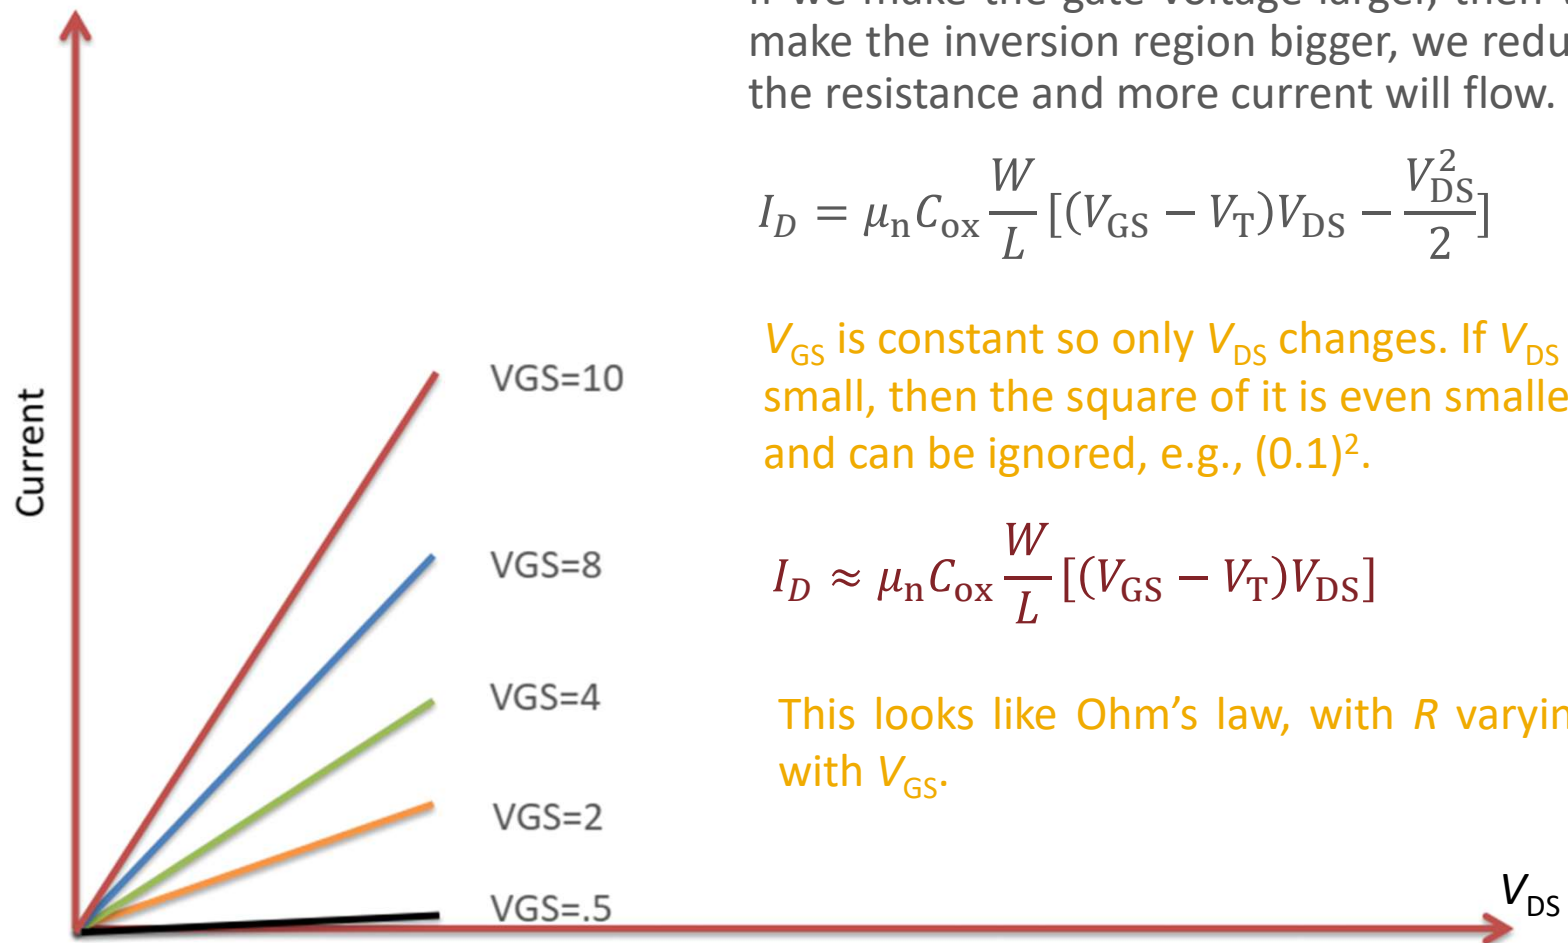 make the inversion region bigger, we redu
the resistance and more current will flow.
I_D = μ_n C_ox W/L [(V_GS − V_T)V_DS − V_DS²/2]
V_GS is constant so only V_DS changes. If V_DS
small, then the square of it is even smalle
and can be ignored, e.g., (0.1)².
I_D ≈ μ_n C_ox W/L [(V_GS − V_T)V_DS]
This looks like Ohm’s law, with R varyin
with V_GS.
Current
VGS=10
VGS=8
VGS=4
VGS=2
VGS=.5
V_DS